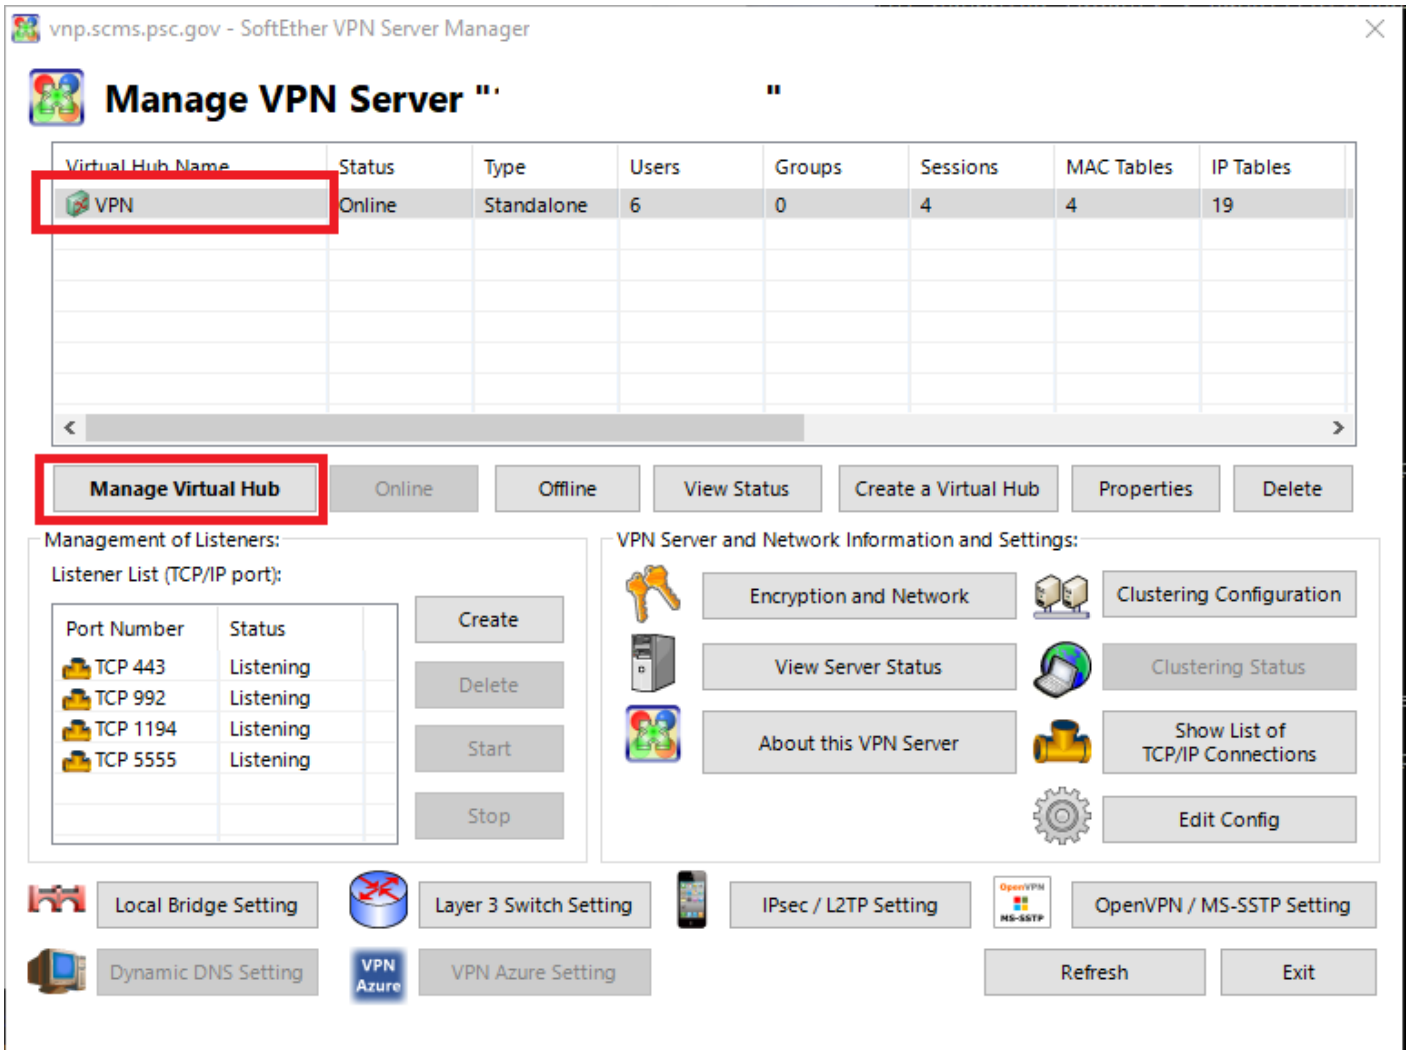 vnp.scms.psc.gov - SoftEther VPN Server Manager
Manage VPN Server " "
Virtual Hub Name Status Type Users Groups Sessions MAC Tables IP Tables
VPN Online Standalone 6 0 4 4 19
Manage Virtual Hub Online Offline View Status Create a Virtual Hub Properties Delete
Management of Listeners:
Listener List (TCP/IP port):
Port Number Status
TCP 443 Listening
TCP 992 Listening
TCP 1194 Listening
TCP 5555 Listening
Create
Delete
Start
Stop
VPN Server and Network Information and Settings:
Encryption and Network Clustering Configuration
View Server Status Clustering Status
About this VPN Server Show List of
TCP/IP Connections
Edit Config
Local Bridge Setting Layer 3 Switch Setting IPsec / L2TP Setting OpenVPN MS-SSTP OpenVPN / MS-SSTP Setting
Dynamic DNS Setting VPN Azure VPN Azure Setting Refresh Exit